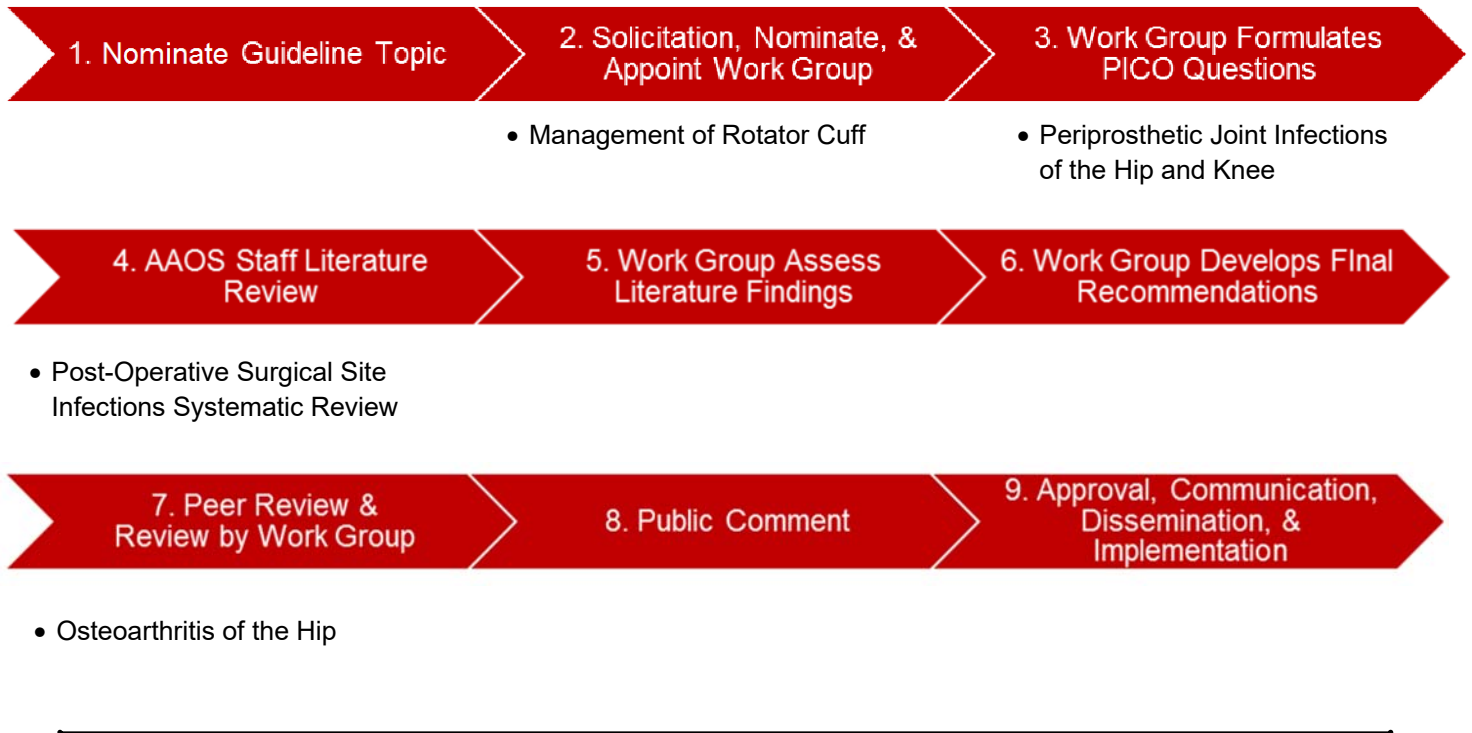 1. Nominate Guideline Topic
2. Solicitation, Nominate, &
Appoint Work Group
3. Work Group Formulates
PICO Questions
• Management of Rotator Cuff
• Periprosthetic Joint Infections
of the Hip and Knee
4. AAOS Staff Literature
Review
5. Work Group Assess
Literature Findings
6. Work Group Develops FInal
Recommendations
• Post-Operative Surgical Site
Infections Systematic Review
7. Peer Review &
Review by Work Group
8. Public Comment
9. Approval, Communication,
Dissemination, &
Implementation
• Osteoarthritis of the Hip